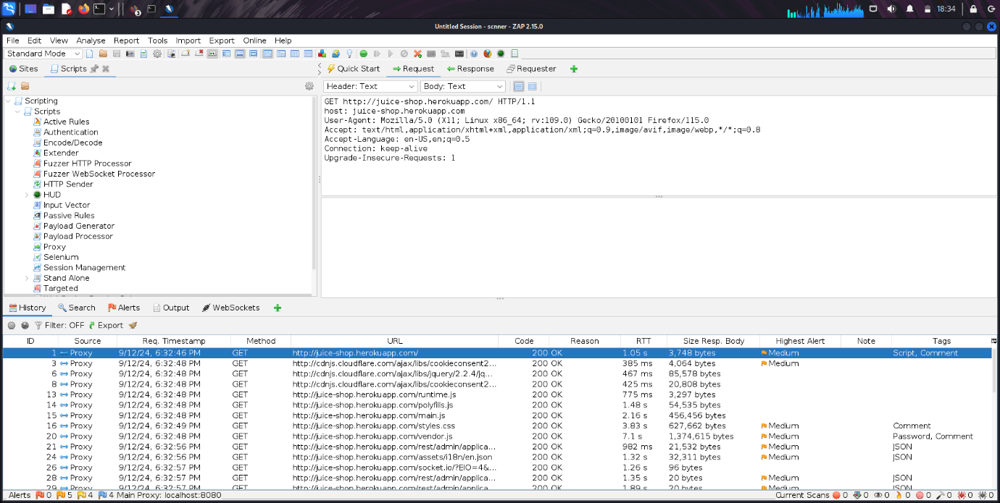 18:34
Untitled Session - scnner - ZAP 2.15.0
File Edit View Analyse Report Tools Import Export Online Help
Standard Mode
Sites Scripts Quick Start Request Response Requester
Header: Text Body: Text
Scripting
Scripts
Active Rules
Authentication
Encode/Decode
Extender
Fuzzer HTTP Processor
Fuzzer WebSocket Processor
HTTP Sender
HUD
Input Vector
Passive Rules
Payload Generator
Payload Processor
Proxy
Selenium
Session Management
Stand Alone
Targeted
GET http://juice-shop.herokuapp.com/ HTTP/1.1
host: juice-shop.herokuapp.com
User-Agent: Mozilla/5.0 (X11; Linux x86_64; rv:109.0) Gecko/20100101 Firefox/115.0
Accept: text/html,application/xhtml+xml,application/xml;q=0.9,image/avif,image/webp,*/*;q=0.8
Accept-Language: en-US,en;q=0.5
Connection: keep-alive
Upgrade-Insecure-Requests: 1
History Search Alerts Output WebSockets
Filter: OFF Export
ID Source Req. Timestamp Method URL Code Reason RTT Size Resp. Body Highest Alert Note Tags
1 Proxy 9/12/24, 6:32:46 PM GET http://juice-shop.herokuapp.com/ 200 OK 1.05 s 3,748 bytes Medium Script, Comment
3 Proxy 9/12/24, 6:32:48 PM GET http://cdnjs.cloudflare.com/ajax/libs/cookieconsent2... 200 OK 385 ms 4,064 bytes Medium
6 Proxy 9/12/24, 6:32:48 PM GET http://cdnjs.cloudflare.com/ajax/libs/jquery/2.2.4/jq... 200 OK 467 ms 85,578 bytes
8 Proxy 9/12/24, 6:32:48 PM GET http://cdnjs.cloudflare.com/ajax/libs/cookieconsent2... 200 OK 425 ms 20,808 bytes
13 Proxy 9/12/24, 6:32:48 PM GET http://juice-shop.herokuapp.com/runtime.js 200 OK 775 ms 3,297 bytes
14 Proxy 9/12/24, 6:32:48 PM GET http://juice-shop.herokuapp.com/polyfills.js 200 OK 1.48 s 54,535 bytes
15 Proxy 9/12/24, 6:32:48 PM GET http://juice-shop.herokuapp.com/main.js 200 OK 2.16 s 456,456 bytes
16 Proxy 9/12/24, 6:32:49 PM GET http://juice-shop.herokuapp.com/styles.css 200 OK 3.83 s 627,662 bytes Medium Comment
20 Proxy 9/12/24, 6:32:48 PM GET http://juice-shop.herokuapp.com/vendor.js 200 OK 7.1 s 1,374,615 bytes Medium Password, Comment
21 Proxy 9/12/24, 6:32:56 PM GET http://juice-shop.herokuapp.com/rest/admin/applica... 200 OK 982 ms 21,532 bytes Medium JSON
24 Proxy 9/12/24, 6:32:56 PM GET http://juice-shop.herokuapp.com/assets/i18n/en.json 200 OK 1.32 s 32,311 bytes Medium JSON
26 Proxy 9/12/24, 6:32:57 PM GET http://juice-shop.herokuapp.com/socket.io/?EIO=4&... 200 OK 1.26 s 96 bytes
28 Proxy 9/12/24, 6:32:57 PM GET http://juice-shop.herokuapp.com/rest/admin/applica... 200 OK 1.35 s 20 bytes Medium JSON
29 Proxy 9/12/24, 6:32:57 PM GET http://juice-shop.herokuapp.com/rest/admin/applica... 200 OK 1.89 s 20 bytes Medium JSON
Alerts 0 5 4 4 Main Proxy: localhost:8080 Current Scans 0 0 0 0 0 0 0 0